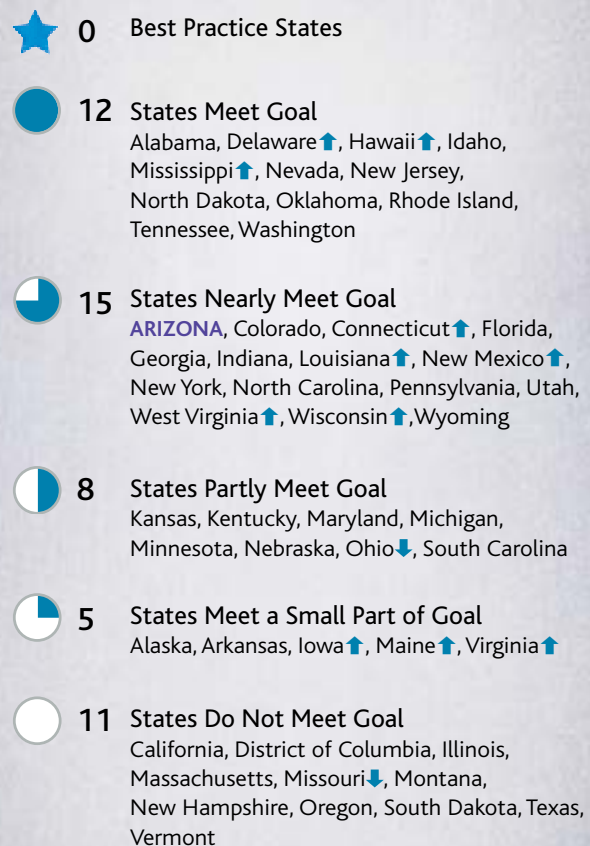 0 Best Practice States
12 States Meet Goal
Alabama, Delaware⬆, Hawaii⬆, Idaho,
Mississippi⬆, Nevada, New Jersey,
North Dakota, Oklahoma, Rhode Island,
Tennessee, Washington
15 States Nearly Meet Goal
ARIZONA, Colorado, Connecticut⬆, Florida,
Georgia, Indiana, Louisiana⬆, New Mexico⬆,
New York, North Carolina, Pennsylvania, Utah,
West Virginia⬆, Wisconsin⬆, Wyoming
8 States Partly Meet Goal
Kansas, Kentucky, Maryland, Michigan,
Minnesota, Nebraska, Ohio⬇, South Carolina
5 States Meet a Small Part of Goal
Alaska, Arkansas, Iowa⬆, Maine⬆, Virginia⬆
11 States Do Not Meet Goal
California, District of Columbia, Illinois,
Massachusetts, Missouri⬇, Montana,
New Hampshire, Oregon, South Dakota, Texas,
Vermont